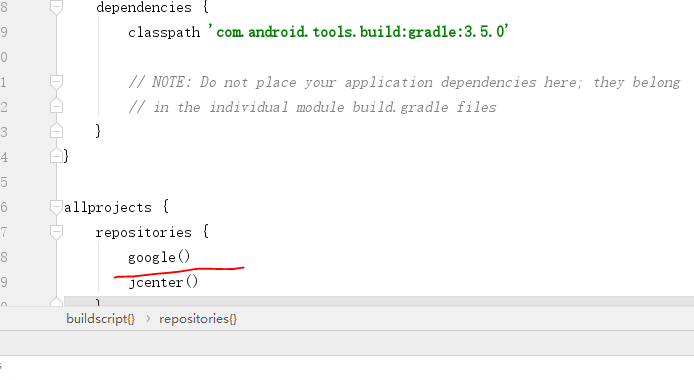 8 dependencies {
9 classpath 'com.android.tools.build:gradle:3.5.0'
0
1 // NOTE: Do not place your application dependencies here; they belong
2 // in the individual module build.gradle files
3 }
4 }
5
6 allprojects {
7 repositories {
8 google()
9 jcenter()
}
buildscript{} › repositories{}
s